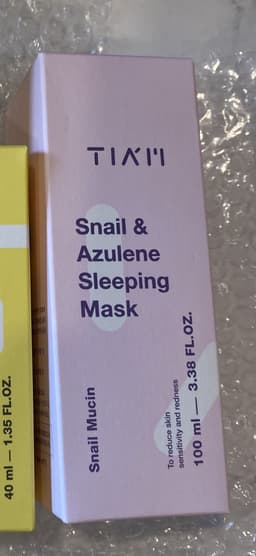 TIA'M
Snail &
Azulene
Sleeping
Mask
Snail Mucin
To reduce skin
sensitivity and redness
100 ml — 3.38 FL.OZ.
40 ml — 1.35 FL.OZ.